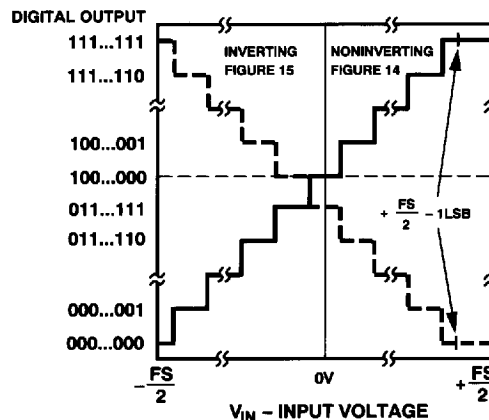 DIGITAL OUTPUT
111...111
111...110
100...001
100...000
011...111
011...110
000...001
000...000
INVERTING
FIGURE 15
NONINVERTING
FIGURE 14
+ FS/2 – 1LSB
– FS/2
0V
+ FS/2
VIN – INPUT VOLTAGE